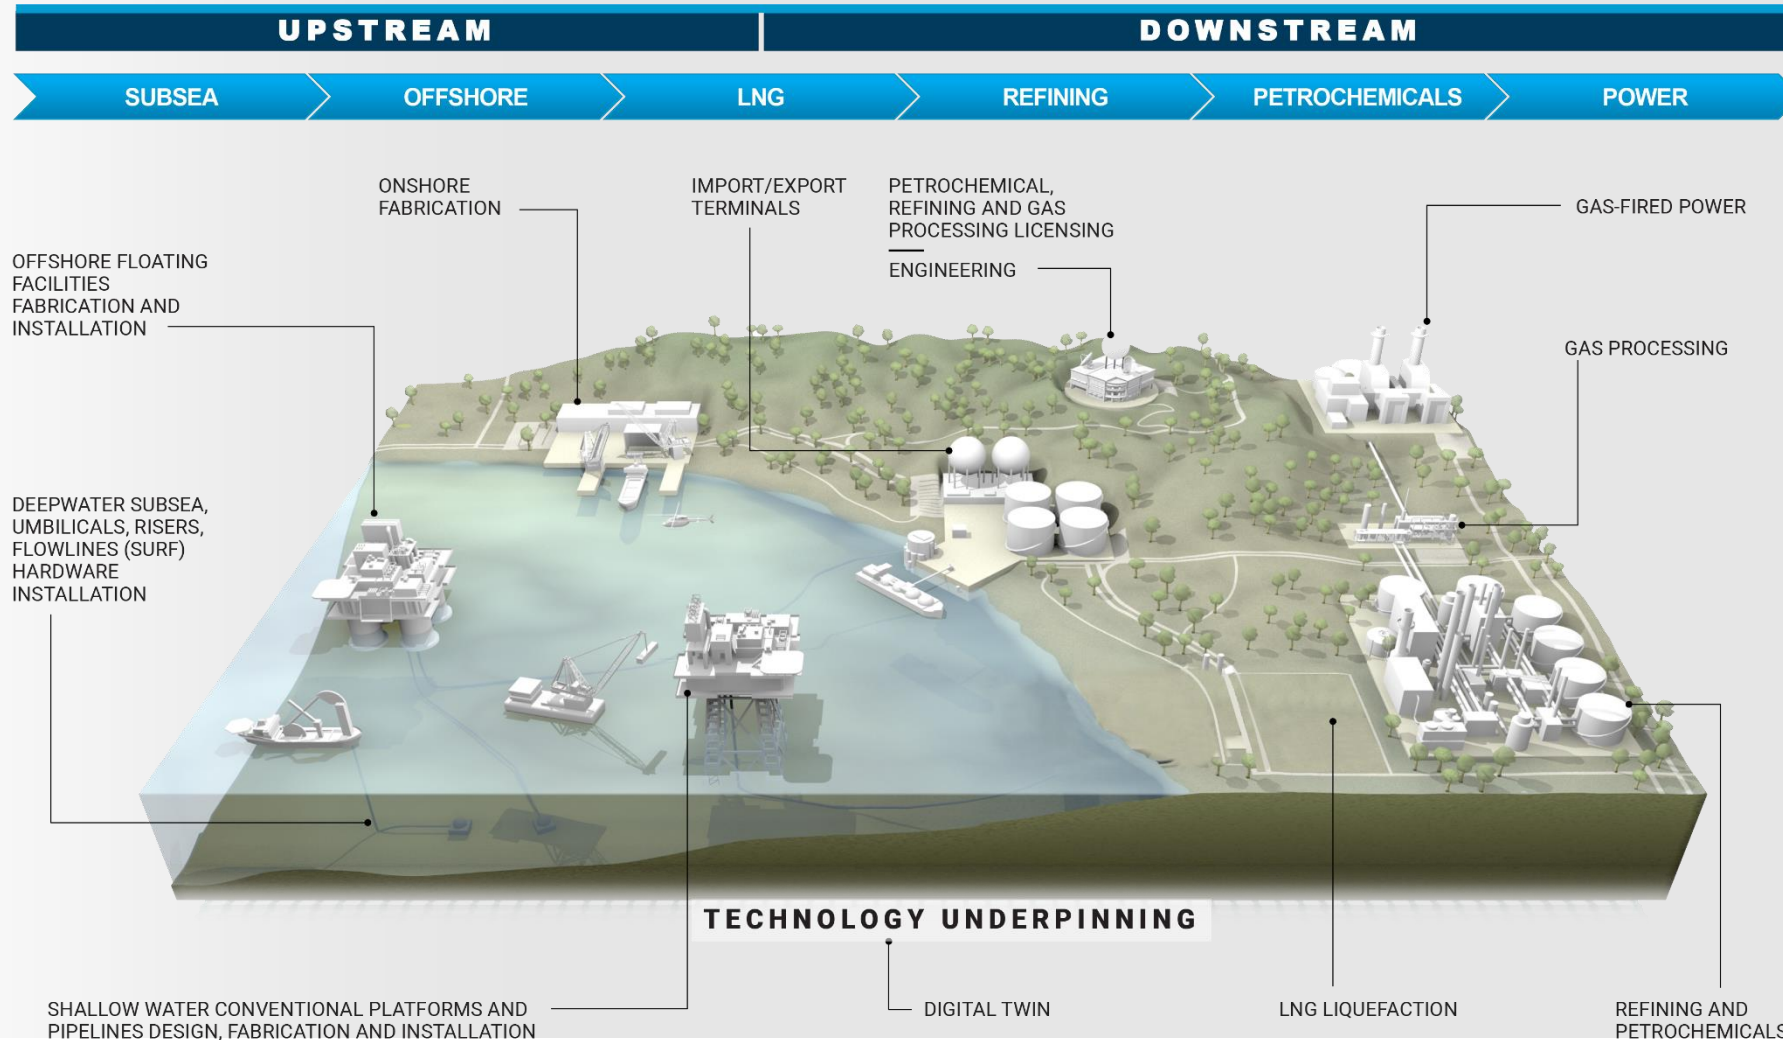 UPSTREAM
DOWNSTREAM
SUBSEA
OFFSHORE
LNG
REFINING
PETROCHEMICALS
POWER
ONSHORE
FABRICATION
IMPORT/EXPORT
TERMINALS
PETROCHEMICAL,
REFINING AND GAS
PROCESSING LICENSING
ENGINEERING
GAS-FIRED POWER
OFFSHORE FLOATING
FACILITIES
FABRICATION AND
INSTALLATION
GAS PROCESSING
DEEPWATER SUBSEA,
UMBILICALS, RISERS,
FLOWLINES (SURF)
HARDWARE
INSTALLATION
TECHNOLOGY UNDERPINNING
SHALLOW WATER CONVENTIONAL PLATFORMS AND
PIPELINES DESIGN, FABRICATION AND INSTALLATION
DIGITAL TWIN
LNG LIQUEFACTION
REFINING AND
PETROCHEMICALS